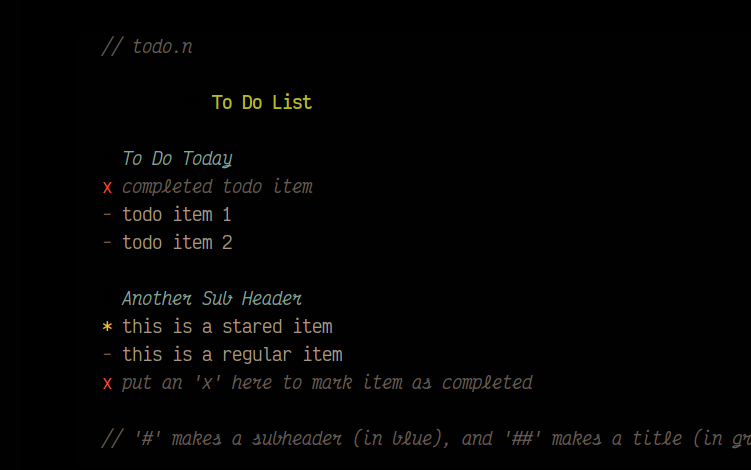 // todo.n
To Do List
To Do Today
x completed todo item
- todo item 1
- todo item 2
Another Sub Header
* this is a stared item
- this is a regular item
x put an 'x' here to mark item as completed
// '#' makes a subheader (in blue), and '##' makes a title (in